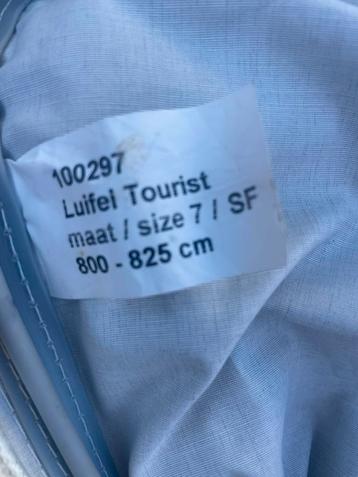 100297
Luifel Tourist
maat / size 7 / SF
800 - 825 cm